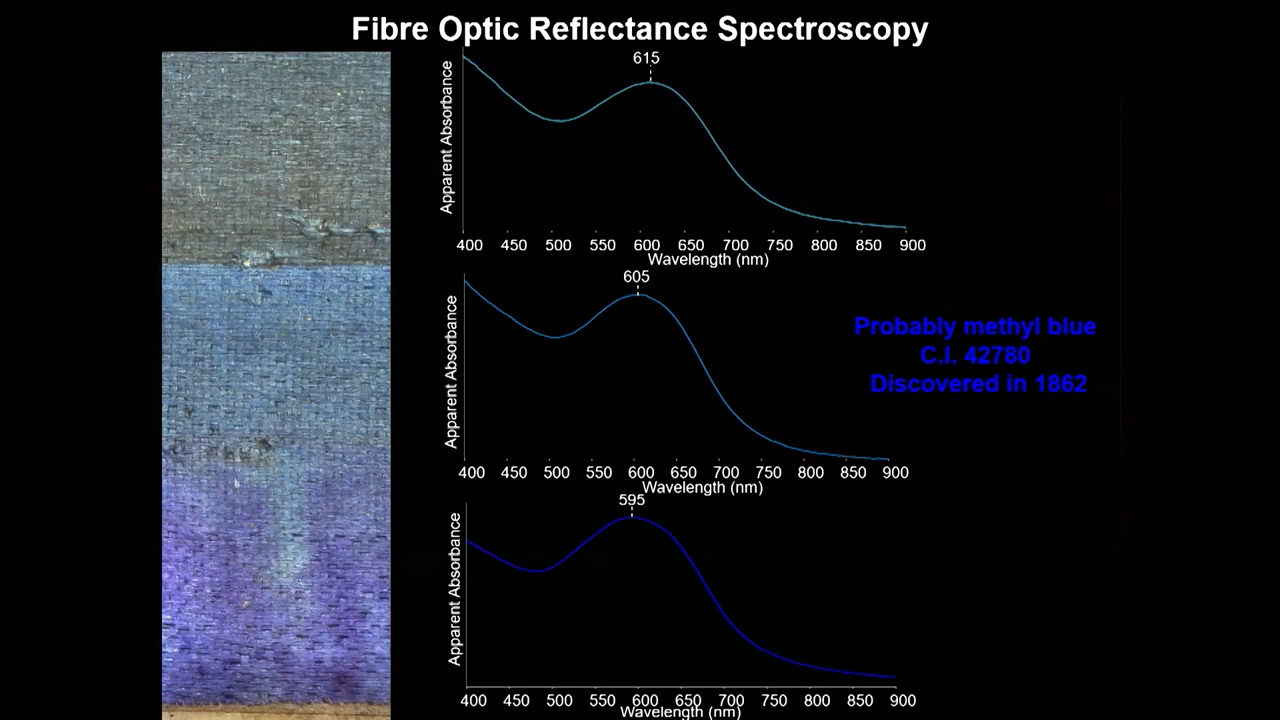 Fibre Optic Reflectance Spectroscopy
615
Apparent Absorbance
400 450 500 550 600 650 700 750 800 850 900
Wavelength (nm)
605
Apparent Absorbance
400 450 500 550 600 650 700 750 800 850 900
Wavelength (nm)
Probably methyl blue
C.I. 42780
Discovered in 1862
595
Apparent Absorbance
400 450 500 550 600 650 700 750 800 850 900
Wavelength (nm)